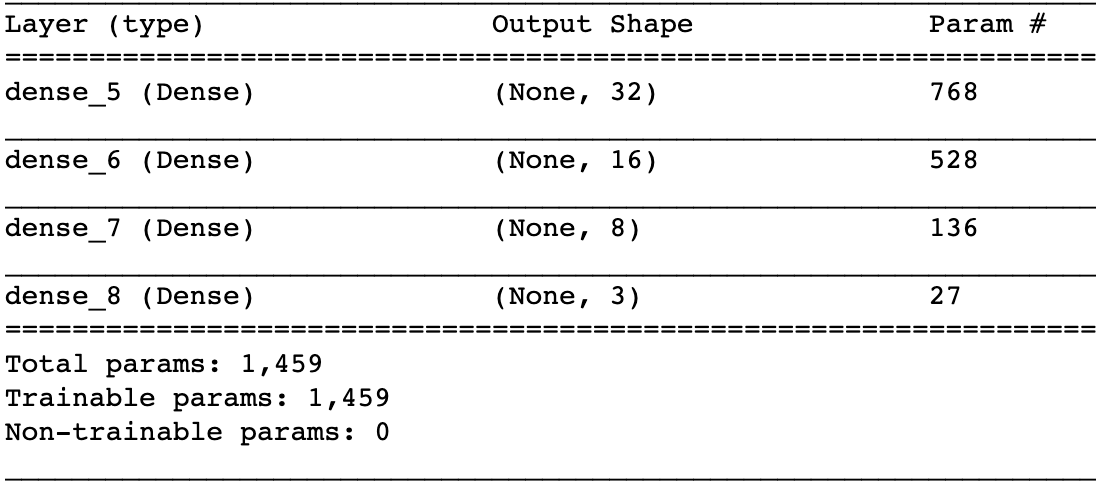 Layer (type) Output Shape Param #
=================================================================
dense_5 (Dense) (None, 32) 768
dense_6 (Dense) (None, 16) 528
dense_7 (Dense) (None, 8) 136
dense_8 (Dense) (None, 3) 27
=================================================================
Total params: 1,459
Trainable params: 1,459
Non-trainable params: 0